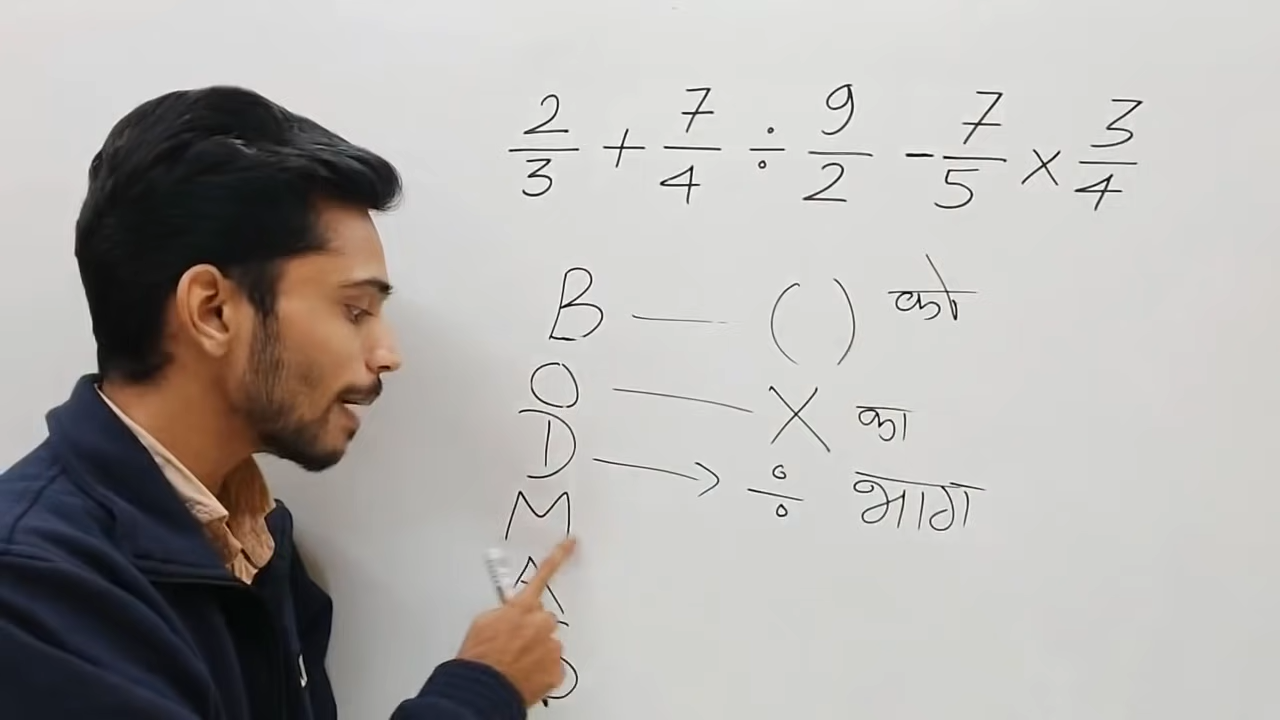 2/3 + 7/4 ÷ 9/2 - 7/5 × 3/4
B — ( ) को
O — × का
D → ÷ भाग
M
A